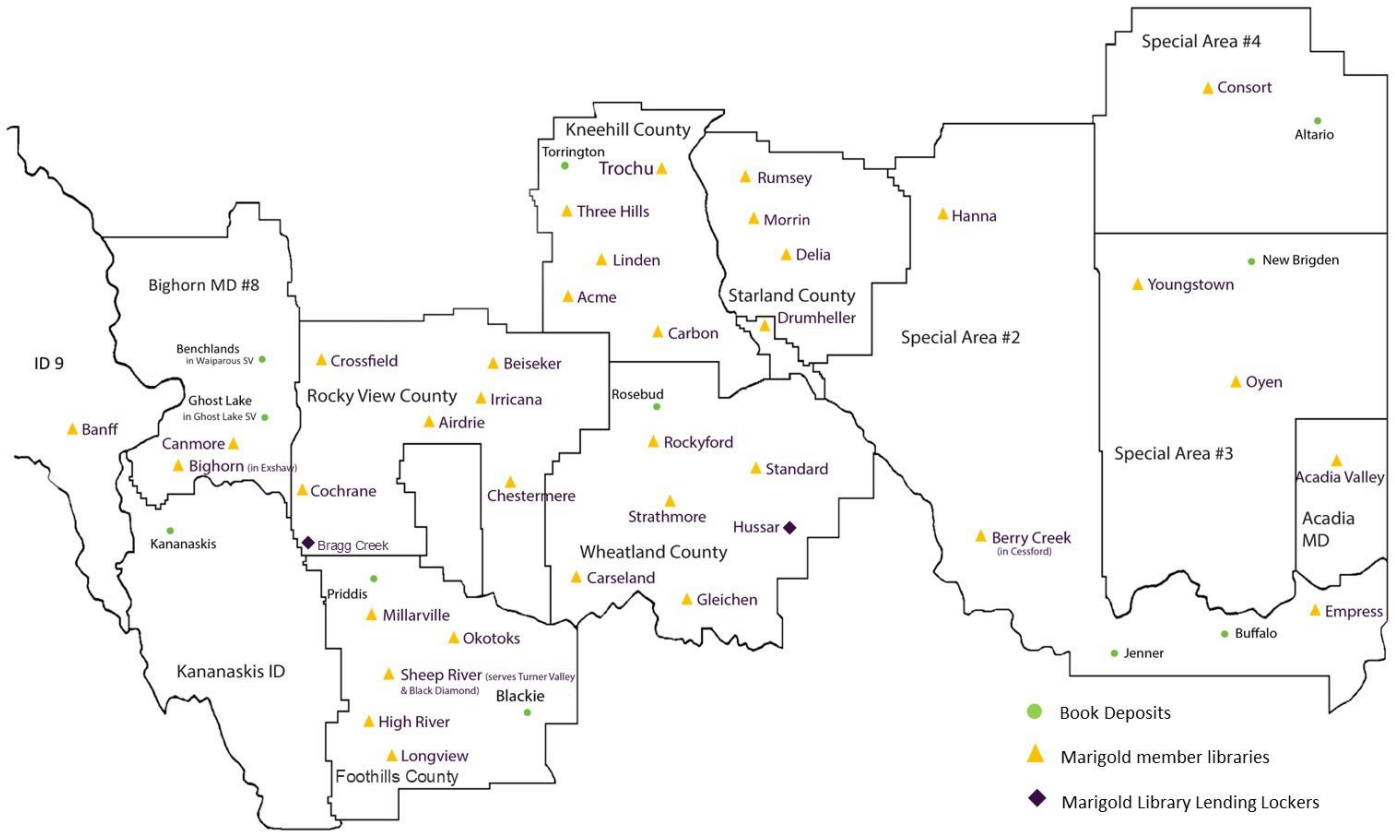 Special Area #4
Consort
Altario
Kneehill County
Torrington
Trochu
Three Hills
Linden
Acme
Carbon
Rumsey
Morrin
Delia
Starland County
Drumheller
Hanna
Special Area #2
New Brigden
Youngstown
Oyen
Special Area #3
Acadia Valley
Acadia
MD
Bighorn MD #8
Benchlands
in Waiparous SV
Ghost Lake
in Ghost Lake SV
ID 9
Banff
Canmore
Bighorn (in Exshaw)
Crossfield
Beiseker
Rocky View County
Irricana
Airdrie
Cochrane
Chestermere
Bragg Creek
Rosebud
Rockyford
Standard
Strathmore
Hussar
Wheatland County
Carseland
Gleichen
Berry Creek
(in Cessford)
Empress
Buffalo
Jenner
Kananaskis
Kananaskis ID
Priddis
Millarville
Okotoks
Sheep River (serves Turner Valley
& Black Diamond)
Blackie
High River
Longview
Foothills County
Book Deposits
Marigold member libraries
Marigold Library Lending Lockers